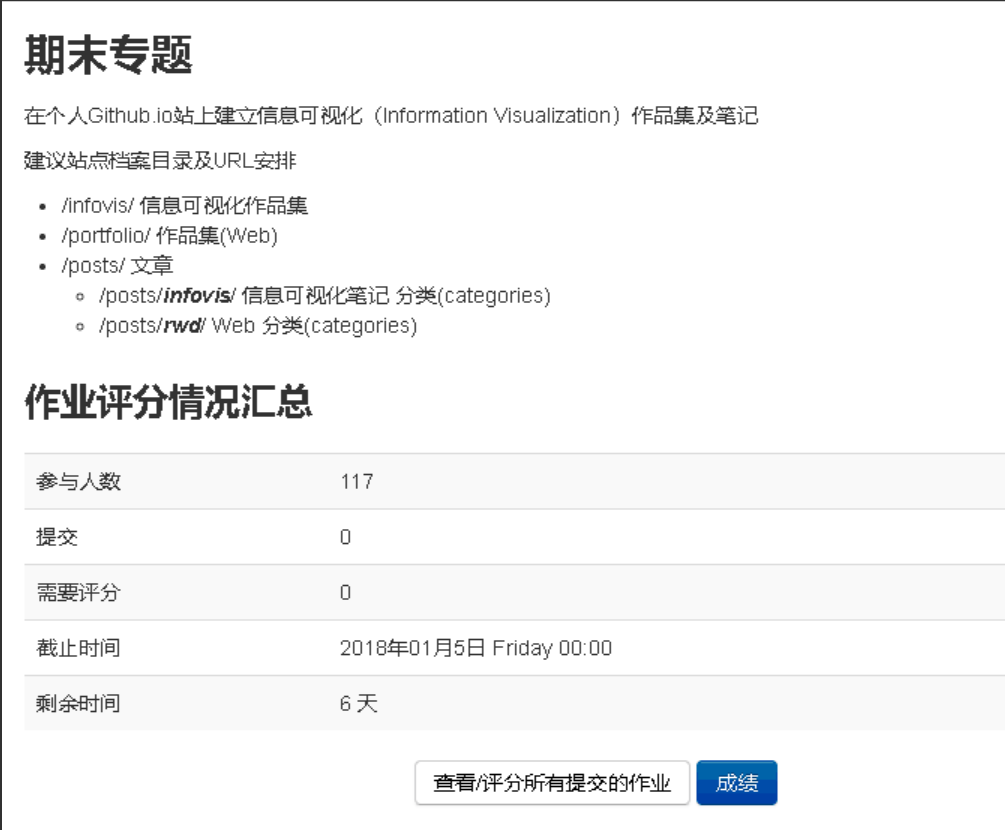 期末专题
在个人Github.io站上建立信息可视化（Information Visualization）作品集及笔记
建议站点档案目录及URL安排
/infovis/ 信息可视化作品集
/portfolio/ 作品集(Web)
/posts/ 文章
/posts/infovis/ 信息可视化笔记 分类(categories)
/posts/rwd/ Web 分类(categories)
作业评分情况汇总
参与人数 117
提交 0
需要评分 0
截止时间 2018年01月5日 Friday 00:00
剩余时间 6 天
查看/评分所有提交的作业 成绩